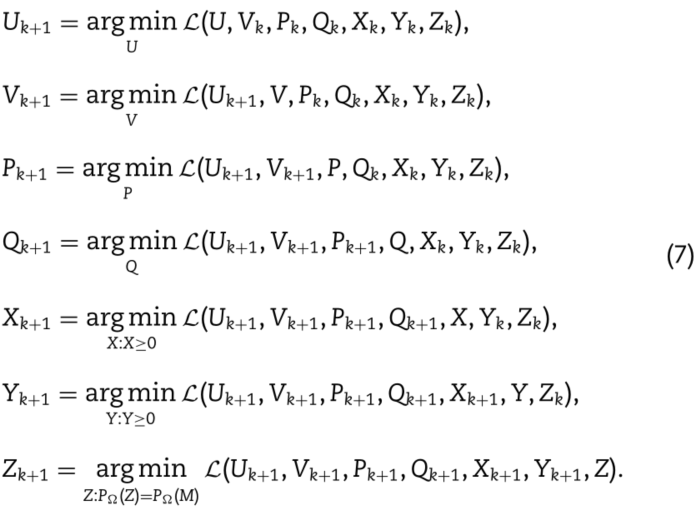 U_{k+1} = arg min_{U} ℒ(U, V_k, P_k, Q_k, X_k, Y_k, Z_k),
V_{k+1} = arg min_{V} ℒ(U_{k+1}, V, P_k, Q_k, X_k, Y_k, Z_k),
P_{k+1} = arg min_{P} ℒ(U_{k+1}, V_{k+1}, P, Q_k, X_k, Y_k, Z_k),
Q_{k+1} = arg min_{Q} ℒ(U_{k+1}, V_{k+1}, P_{k+1}, Q, X_k, Y_k, Z_k), (7)
X_{k+1} = arg min_{X:X≥0} ℒ(U_{k+1}, V_{k+1}, P_{k+1}, Q_{k+1}, X, Y_k, Z_k),
Y_{k+1} = arg min_{Y:Y≥0} ℒ(U_{k+1}, V_{k+1}, P_{k+1}, Q_{k+1}, X_{k+1}, Y, Z_k),
Z_{k+1} = arg min_{Z:P_Ω(Z)=P_Ω(M)} ℒ(U_{k+1}, V_{k+1}, P_{k+1}, Q_{k+1}, X_{k+1}, Y_{k+1}, Z).